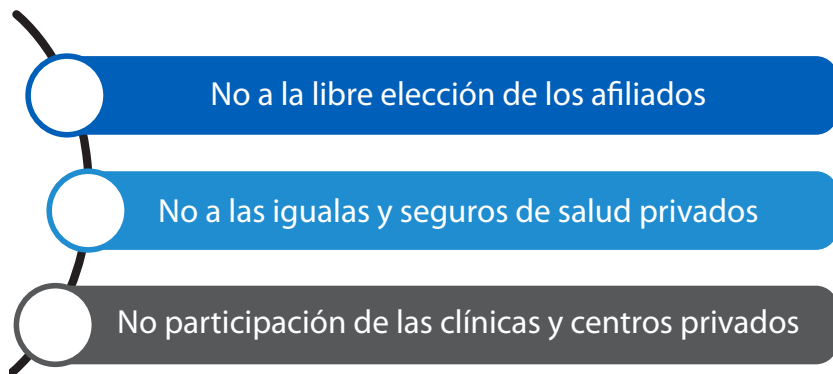 No a la libre elección de los afiliados
No a las igualas y seguros de salud privados
No participación de las clínicas y centros privados